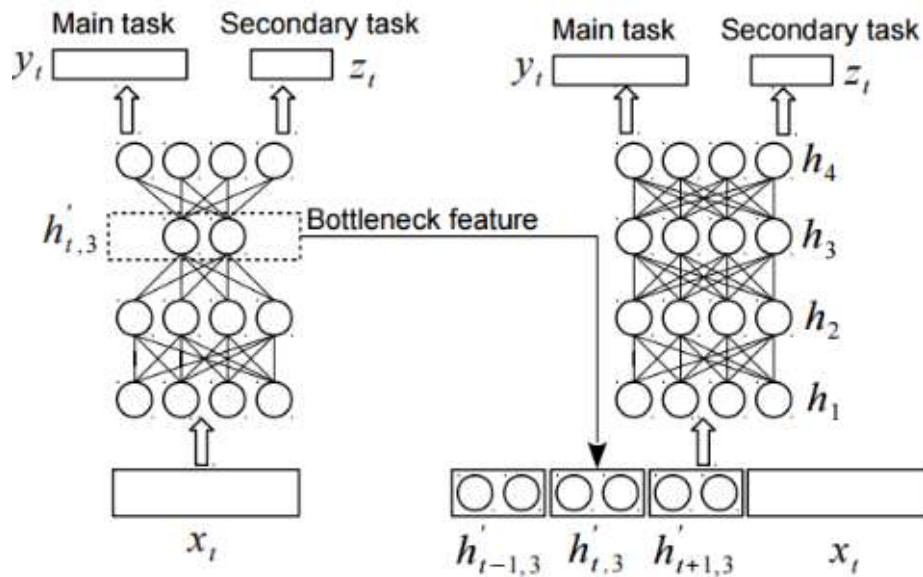 Main task Secondary task Main task Secondary task
y_t z_t y_t z_t
h_4
h'_{t,3} Bottleneck feature h_3
h_2
h_1
h'_{t-1,3} h'_{t,3} h'_{t+1,3} x_t
x_t